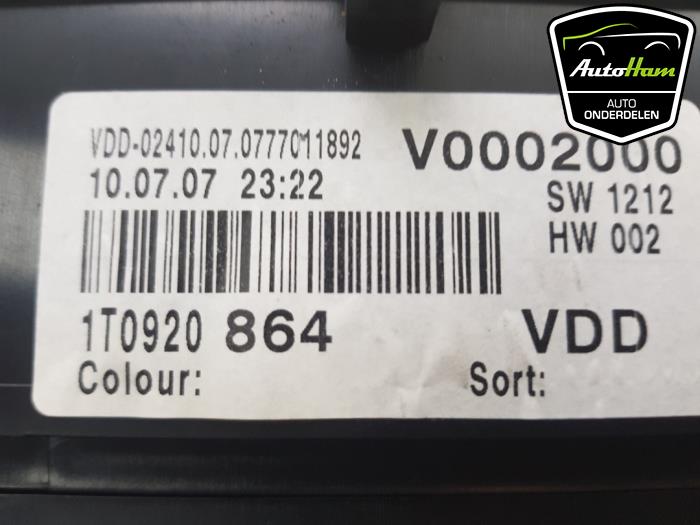 AutoHam
AUTO
ONDERDELEN
VDD-02410.07.0777011892
V0002000
10.07.07 23:22
SW 1212
HW 002
1T0920 864
VDD
Colour:
Sort: